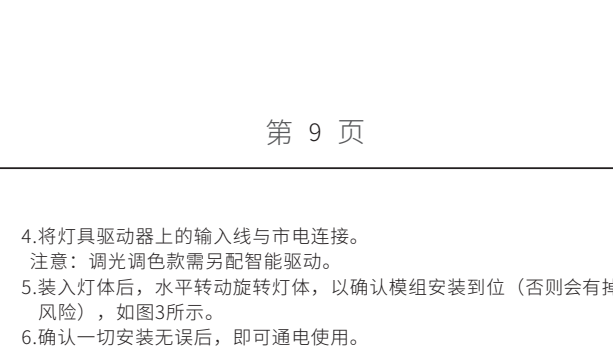 第 9 页
4.将灯具驱动器上的输入线与市电连接。
注意：调光调色款需另配智能驱动。
5.装入灯体后，水平转动旋转灯体，以确认模组安装到位（否则会有掉
风险），如图3所示。
6.确认一切安装无误后，即可通电使用。